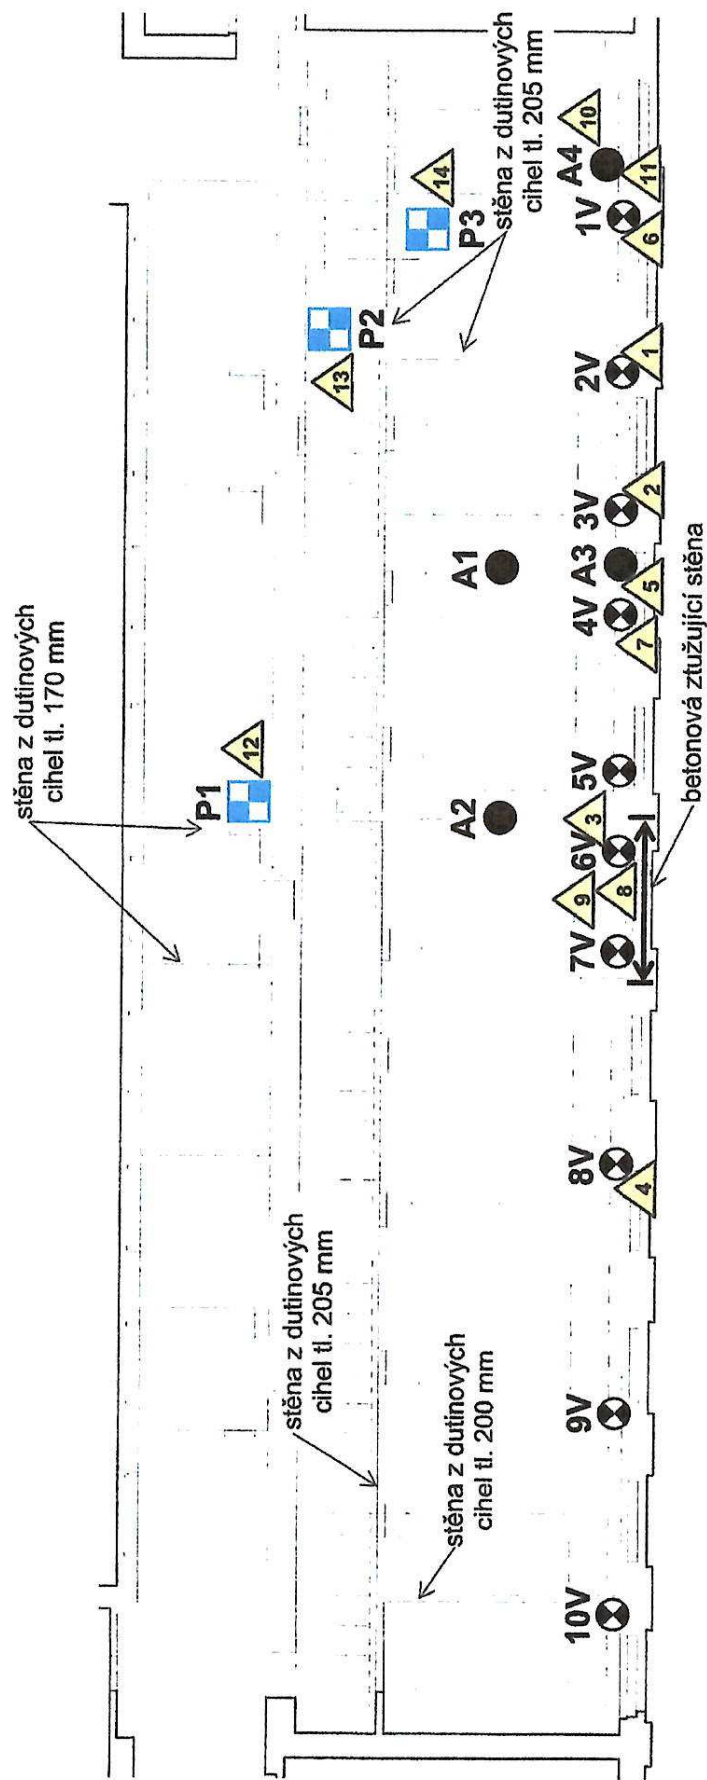 stěna z dutinových
cihel tl. 170 mm
P1
12
13
P2
14
P3
stěna z dutinových
cihel tl. 205 mm
stěna z dutinových
cihel tl. 205 mm
stěna z dutinových
cihel tl. 200 mm
A2
A1
10V
9V
8V
4
7V
9
8
6V
3
5V
4V
7
A3
5
3V
2
2V
1
1V
6
A4
11
10
betonová ztužující stěna